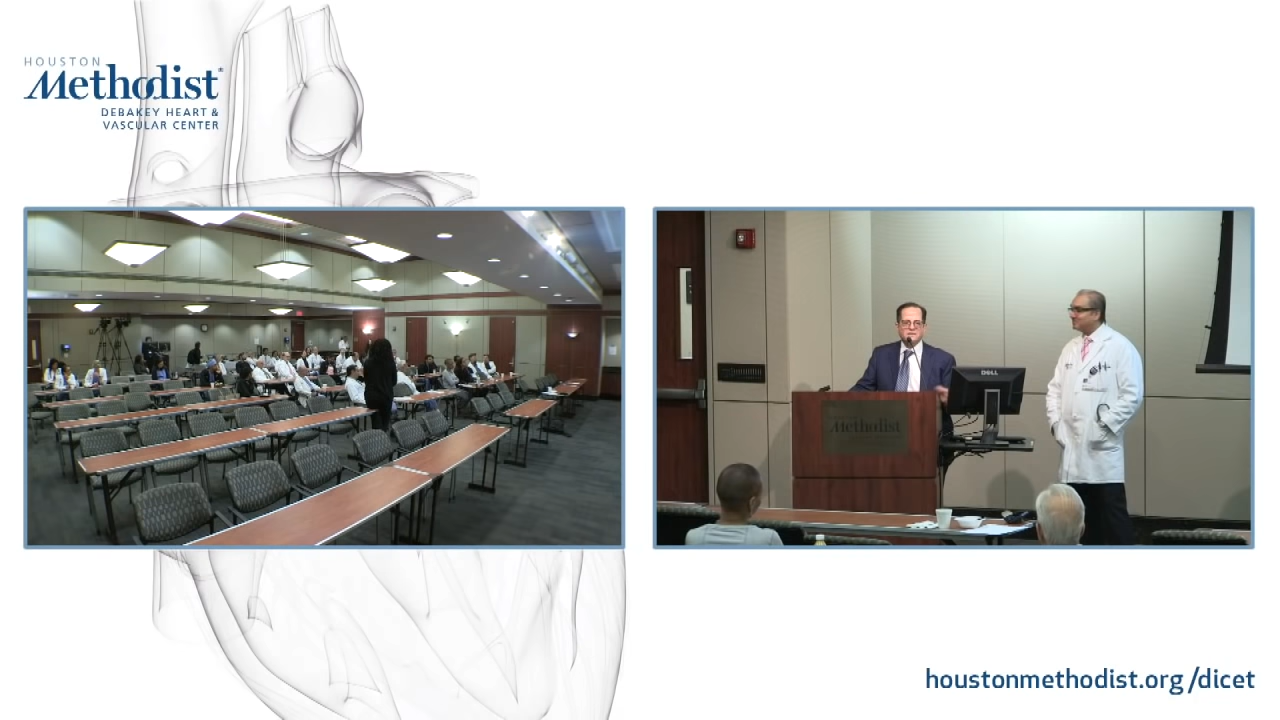 HOUSTON
Methodist
DEBAKEY HEART &
VASCULAR CENTER
DELL
Methodist
houstonmethodist.org/dicet